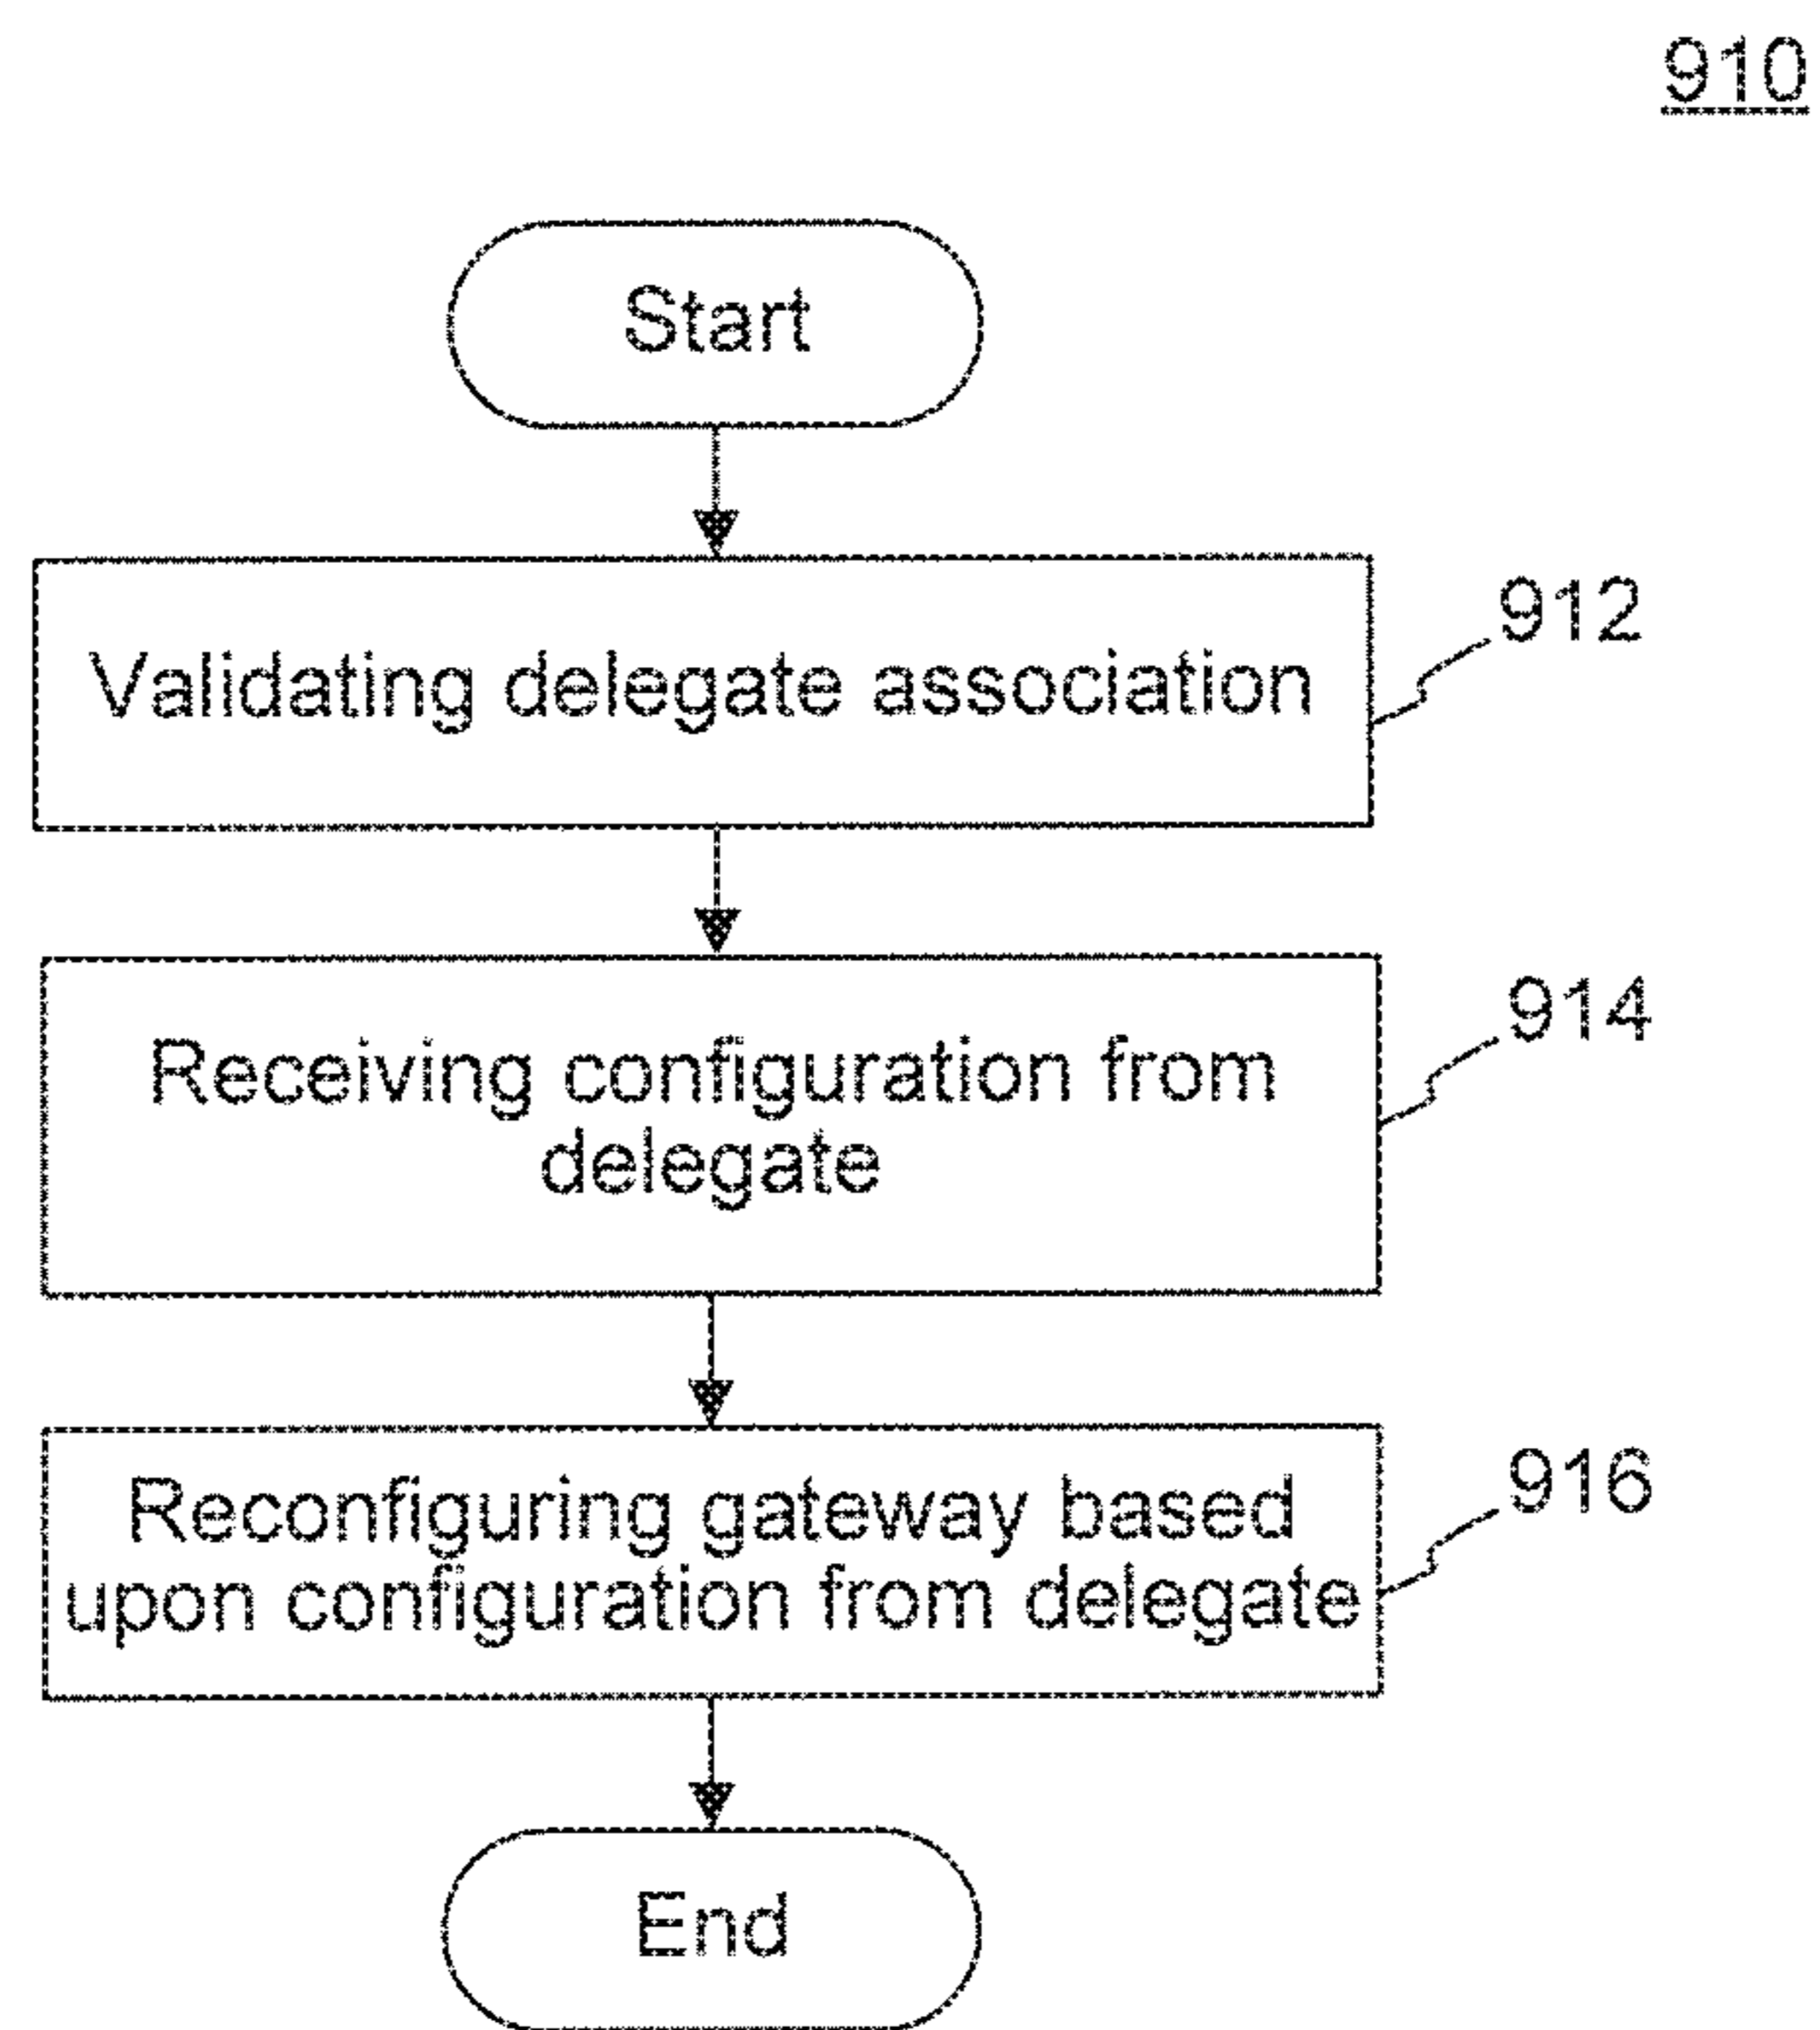 910
Start
Validating delegate association
912
Receiving configuration from
delegate
914
Reconfiguring gateway based
upon configuration from delegate
916
End